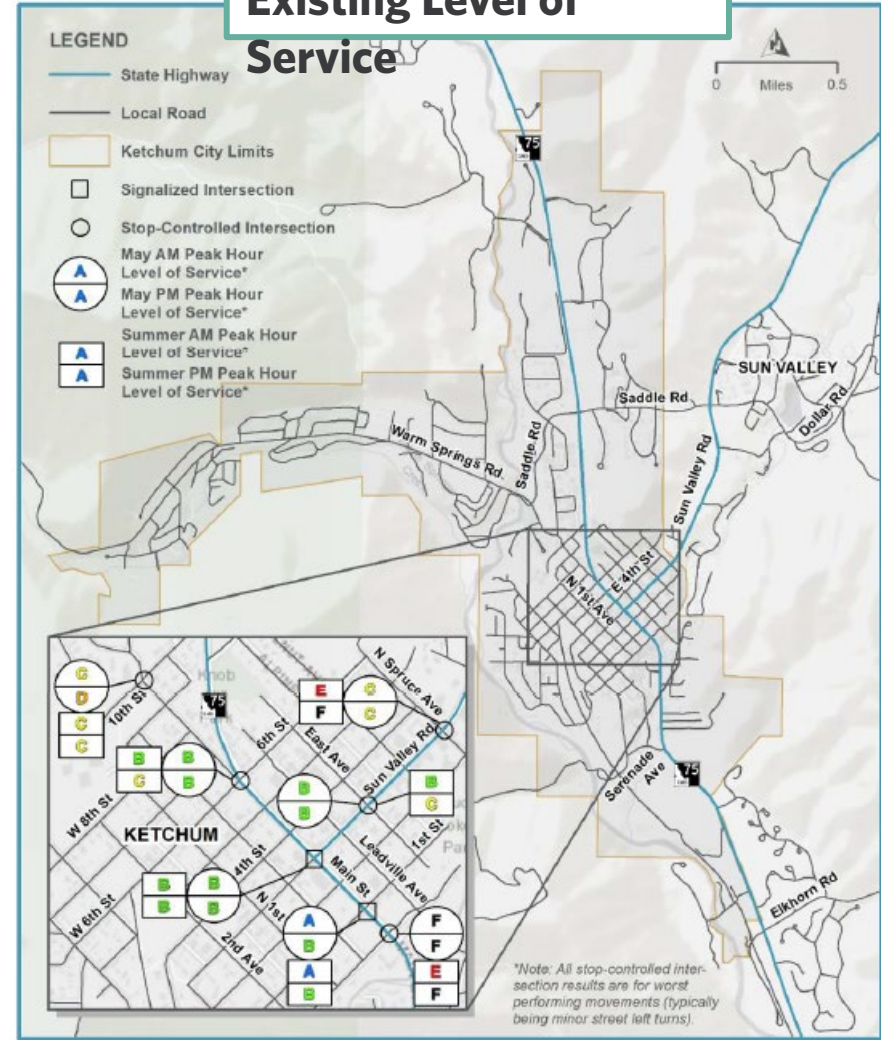 Existing Level of
Service
LEGEND
State Highway
Local Road
Ketchum City Limits
Signalized Intersection
Stop-Controlled Intersection
A
A
May AM Peak Hour
Level of Service*
May PM Peak Hour
Level of Service*
A
A
Summer AM Peak Hour
Level of Service*
Summer PM Peak Hour
Level of Service*
0 Miles 0.5
75
SUN VALLEY
Saddle Rd
Dollar Rd
Warm Springs Rd.
Saddle Rd
Sun Valley Rd
E 4th St
N 1st Ave
Serenade
Ave
75
Elkhorn Rd
C
D
C
C
10th St
Knob
75
N Spruce Ave
E
F
C
C
6th St
East Ave
Sun Valley Rd
B
C
B
B
B
B
B
C
1st St
W 8th St
KETCHUM
Leadville Ave
4th St
Main St
B
B
B
B
N 1st
W 6th St
2nd Ave
A
B
A
B
F
F
E
F
*Note: All stop-controlled inter-
section results are for worst
performing movements (typically
being minor street left turns).